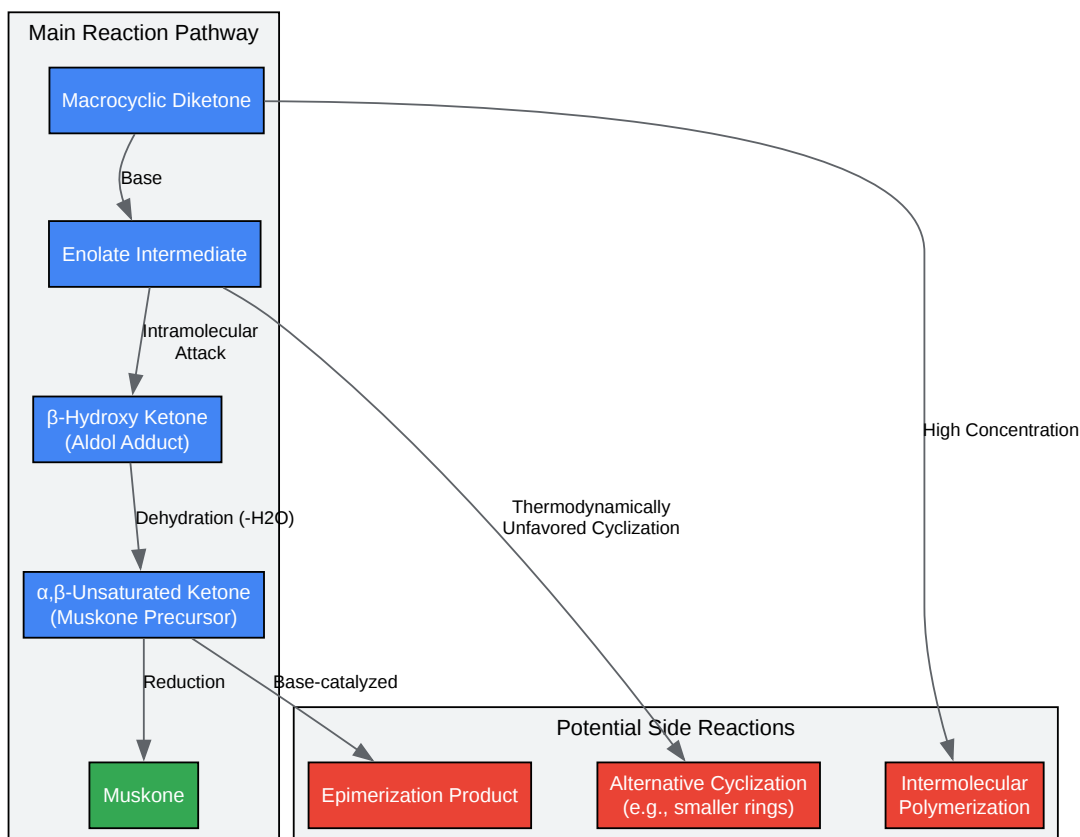 Main Reaction Pathway
Macrocyclic Diketone
Base
Enolate Intermediate
Intramolecular
Attack
β-Hydroxy Ketone
(Aldol Adduct)
High Concentration
Thermodynamically
Unfavored Cyclization
Dehydration (-H2O)
α,β-Unsaturated Ketone
(Muskone Precursor)
Reduction
Base-catalyzed
Potential Side Reactions
Muskone
Epimerization Product
Alternative Cyclization
(e.g., smaller rings)
Intermolecular
Polymerization